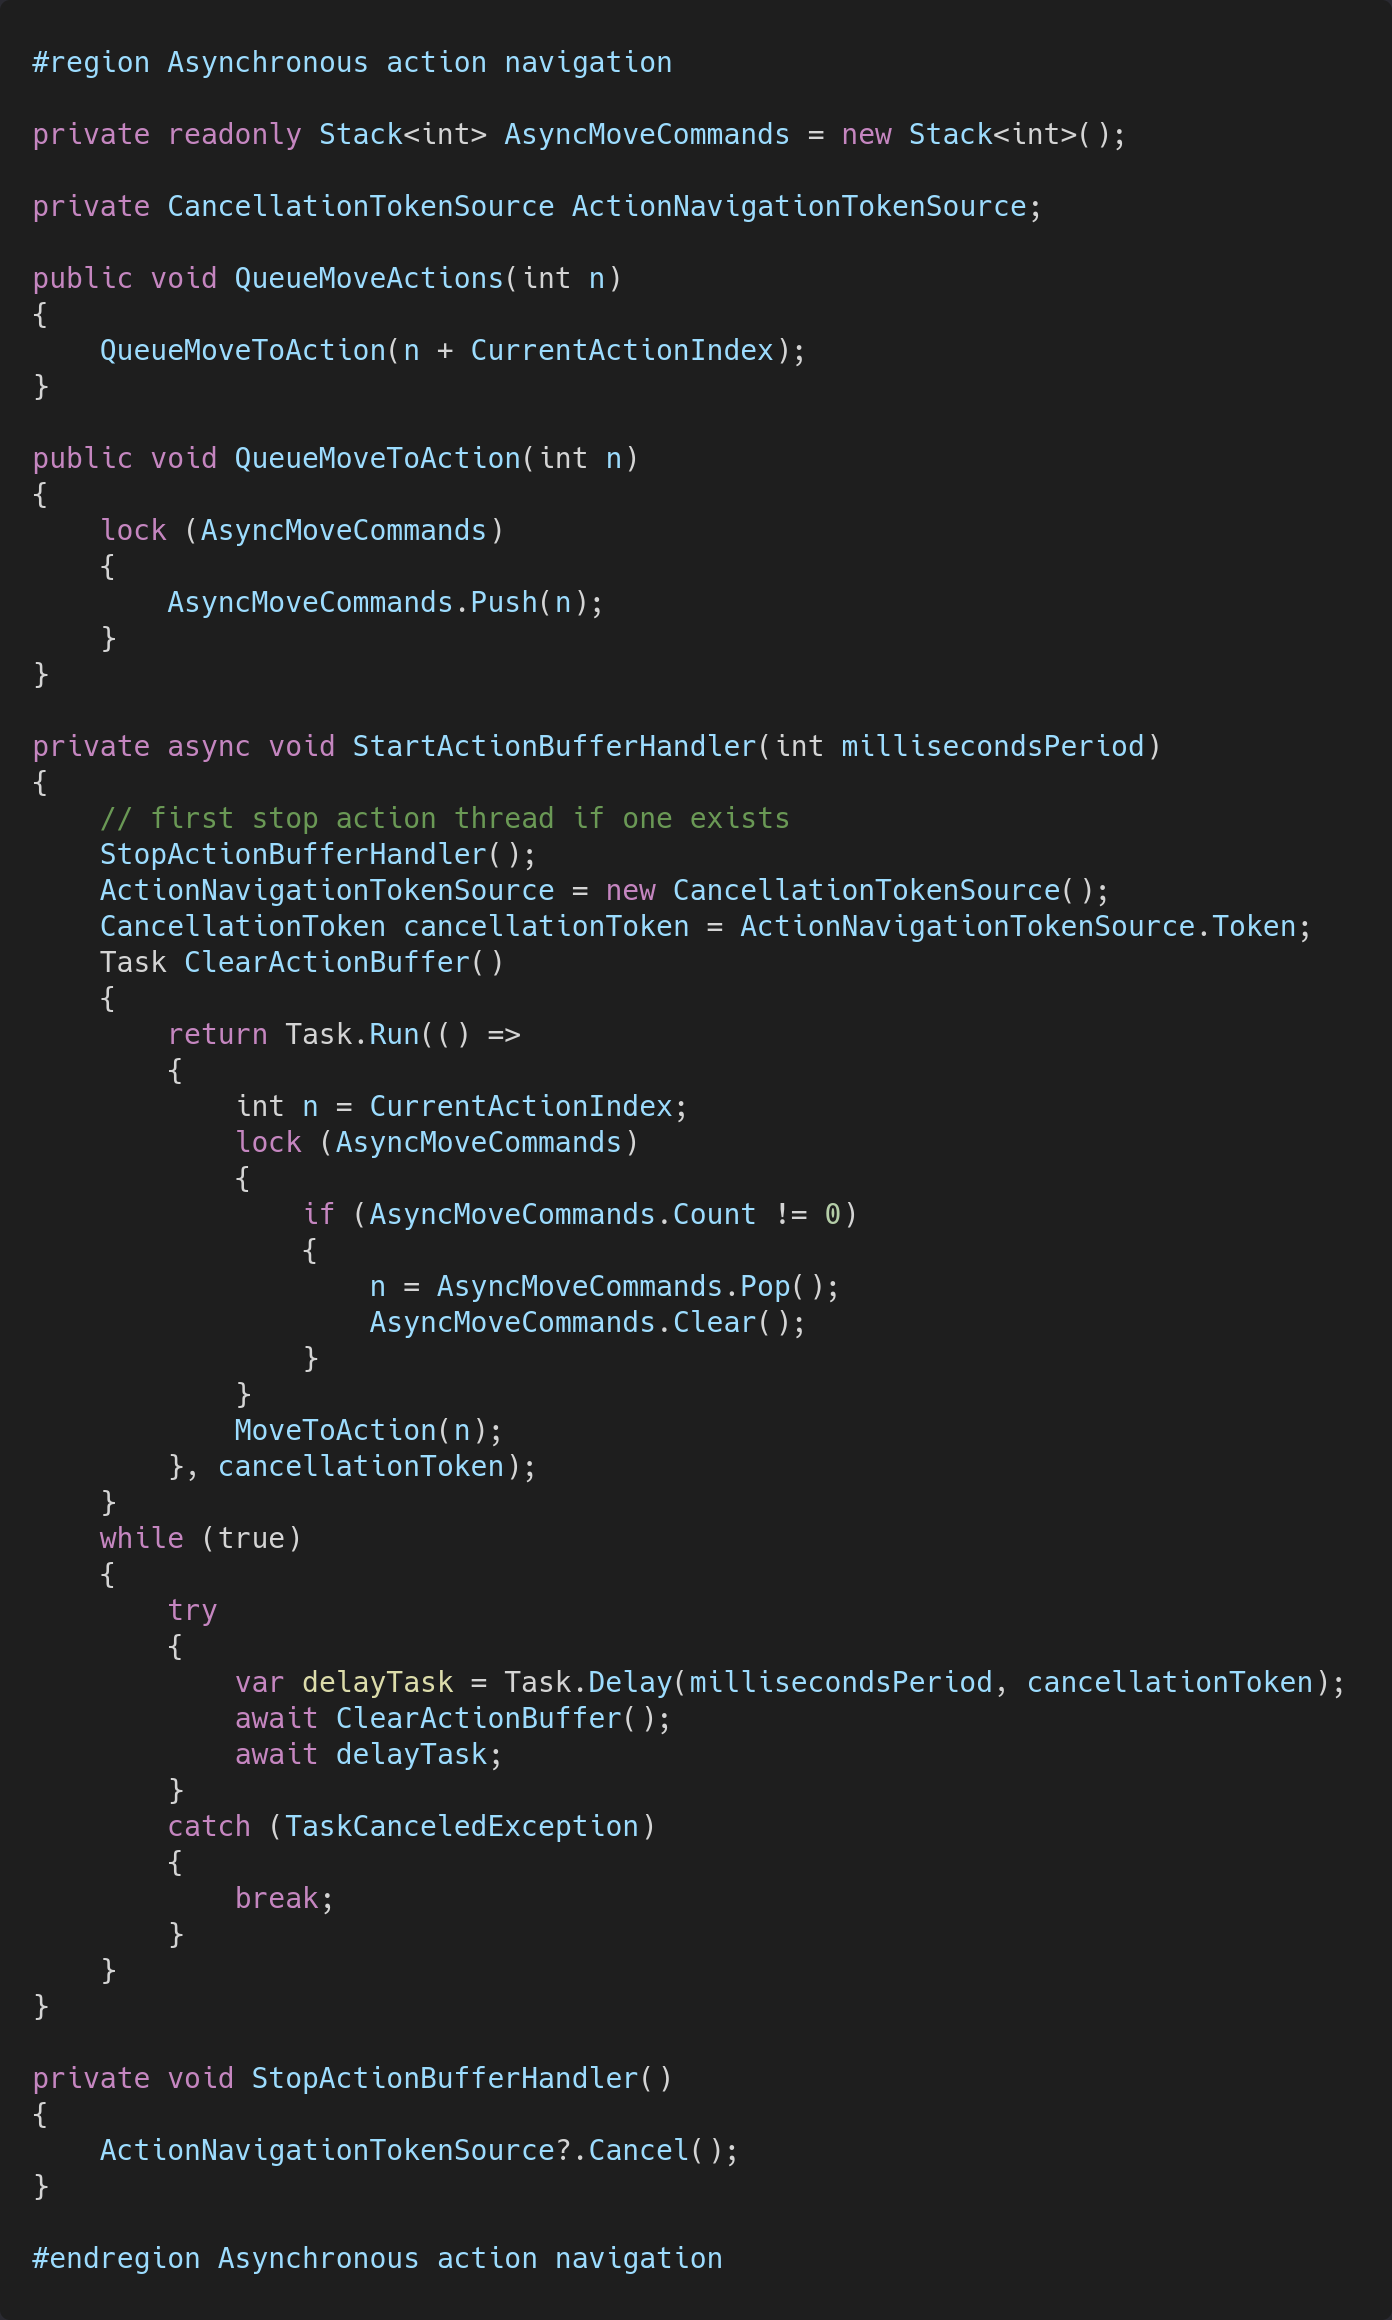 #region Asynchronous action navigation

private readonly Stack<int> AsyncMoveCommands = new Stack<int>();

private CancellationTokenSource ActionNavigationTokenSource;

public void QueueMoveActions(int n)
{
    QueueMoveToAction(n + CurrentActionIndex);
}

public void QueueMoveToAction(int n)
{
    lock (AsyncMoveCommands)
    {
        AsyncMoveCommands.Push(n);
    }
}

private async void StartActionBufferHandler(int millisecondsPeriod)
{
    // first stop action thread if one exists
    StopActionBufferHandler();
    ActionNavigationTokenSource = new CancellationTokenSource();
    CancellationToken cancellationToken = ActionNavigationTokenSource.Token;
    Task ClearActionBuffer()
    {
        return Task.Run(() =>
        {
            int n = CurrentActionIndex;
            lock (AsyncMoveCommands)
            {
                if (AsyncMoveCommands.Count != 0)
                {
                    n = AsyncMoveCommands.Pop();
                    AsyncMoveCommands.Clear();
                }
            }
            MoveToAction(n);
        }, cancellationToken);
    }
    while (true)
    {
        try
        {
            var delayTask = Task.Delay(millisecondsPeriod, cancellationToken);
            await ClearActionBuffer();
            await delayTask;
        }
        catch (TaskCanceledException)
        {
            break;
        }
    }
}

private void StopActionBufferHandler()
{
    ActionNavigationTokenSource?.Cancel();
}

#endregion Asynchronous action navigation